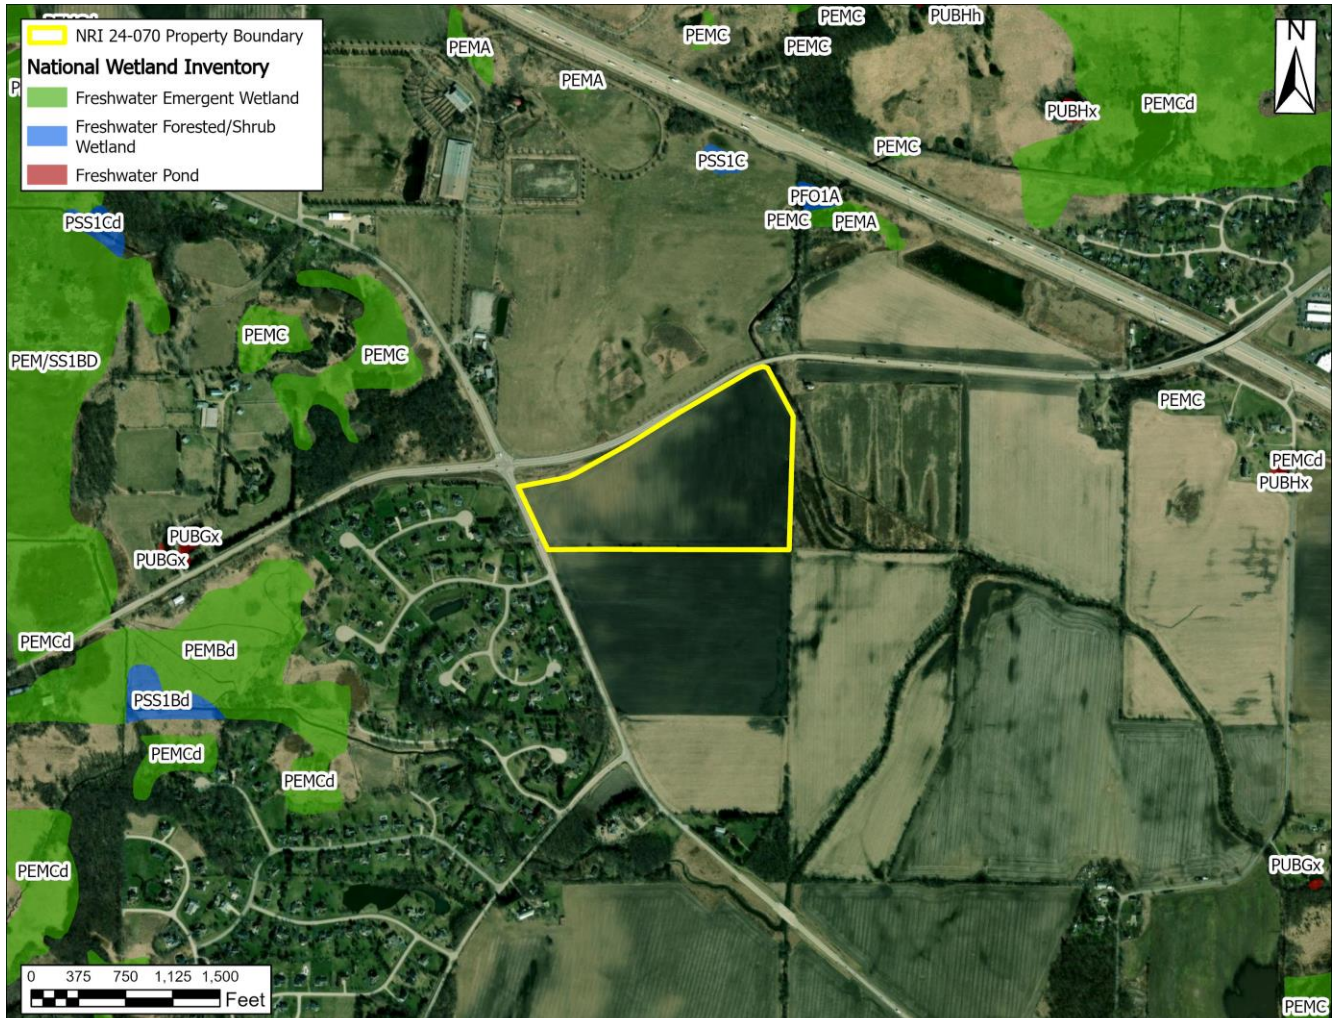 NRI 24-070 Property Boundary
National Wetland Inventory
Freshwater Emergent Wetland
Freshwater Forested/Shrub
Wetland
Freshwater Pond
N
PEMC
PUBHh
PEMA
PEMC
PEMC
PEMA
PEMCd
PUBHx
PEMC
PSS1C
PFO1A
PEMC
PEMA
PSS1Cd
PEMC
PEMC
PEM/SS1BD
PEMC
PEMCd
PUBHx
PUBGx
PUBGx
PEMCd
PEMBd
PSS1Bd
PEMCd
PEMCd
PEMCd
PUBGx
PEMC
0 375 750 1,125 1,500
Feet